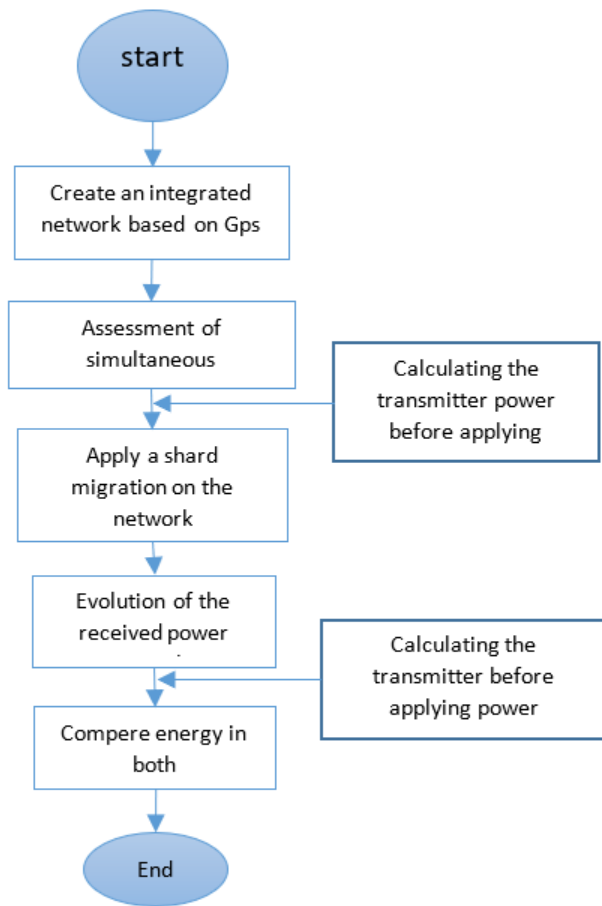 start
Create an integrated
network based on Gps
Assessment of
simultaneous
Calculating the
transmitter power
before applying
Apply a shard
migration on the
network
Evolution of the
received power
Calculating the
transmitter before
applying power
Compere energy in
both
End